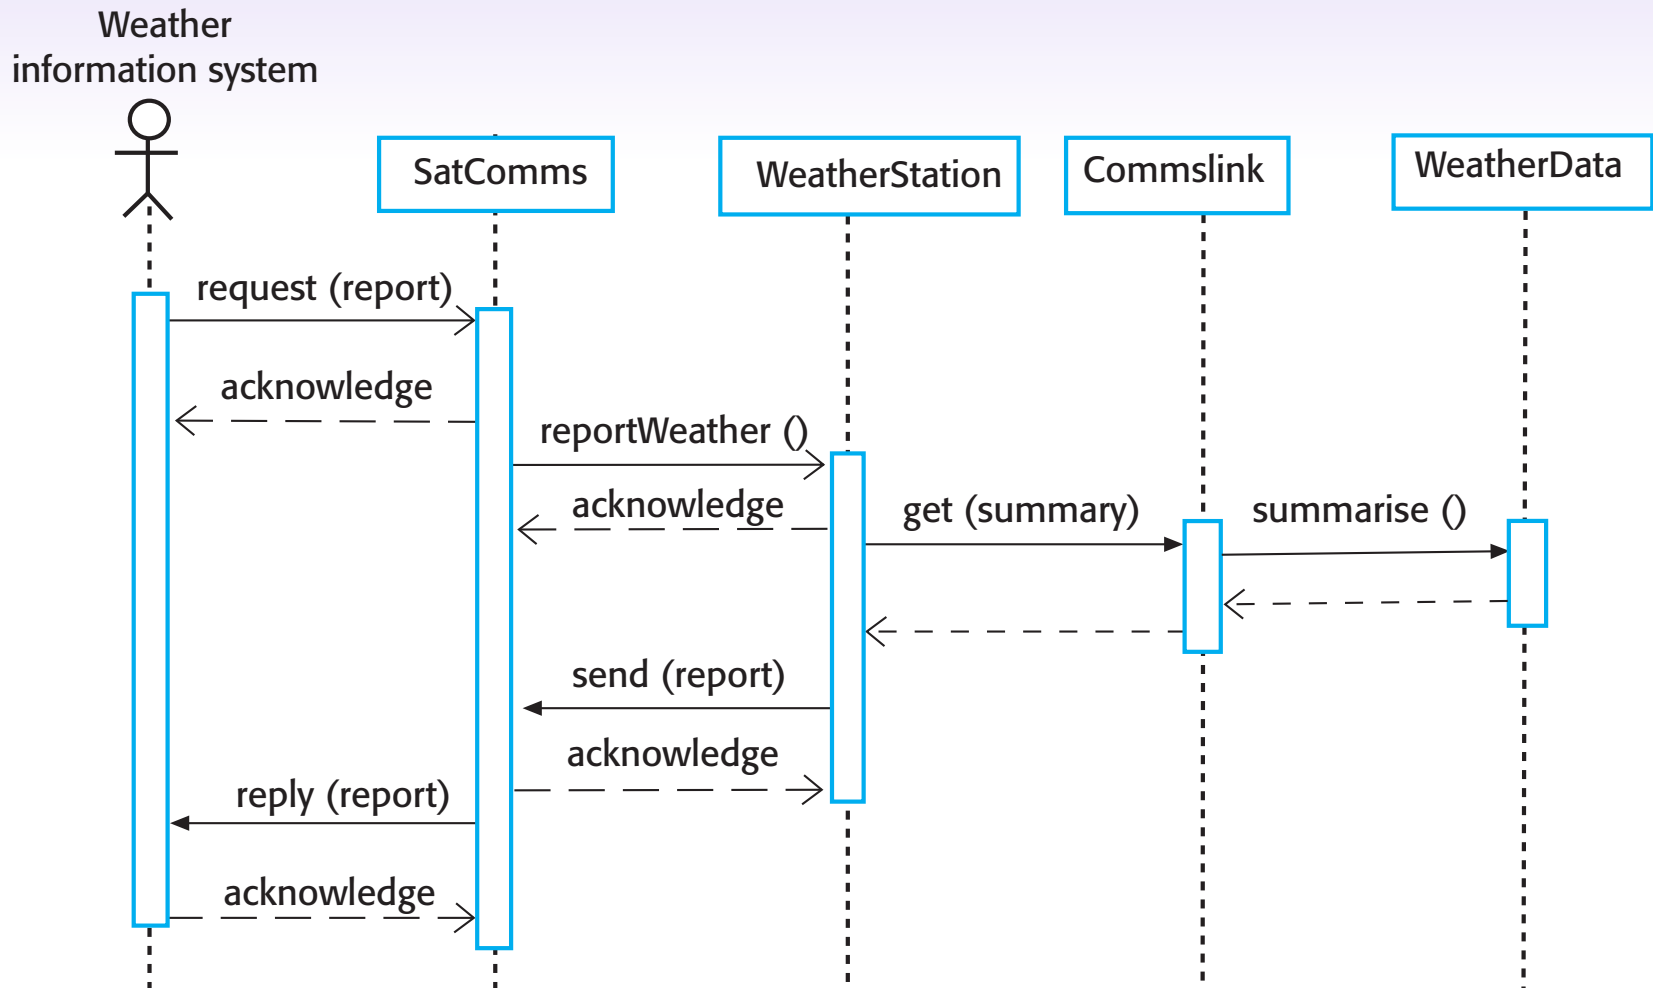 Weather
information system
SatComms
WeatherStation
Commslink
WeatherData
request (report)
acknowledge
reportWeather ()
acknowledge
get (summary)
summarise ()
send (report)
acknowledge
reply (report)
acknowledge